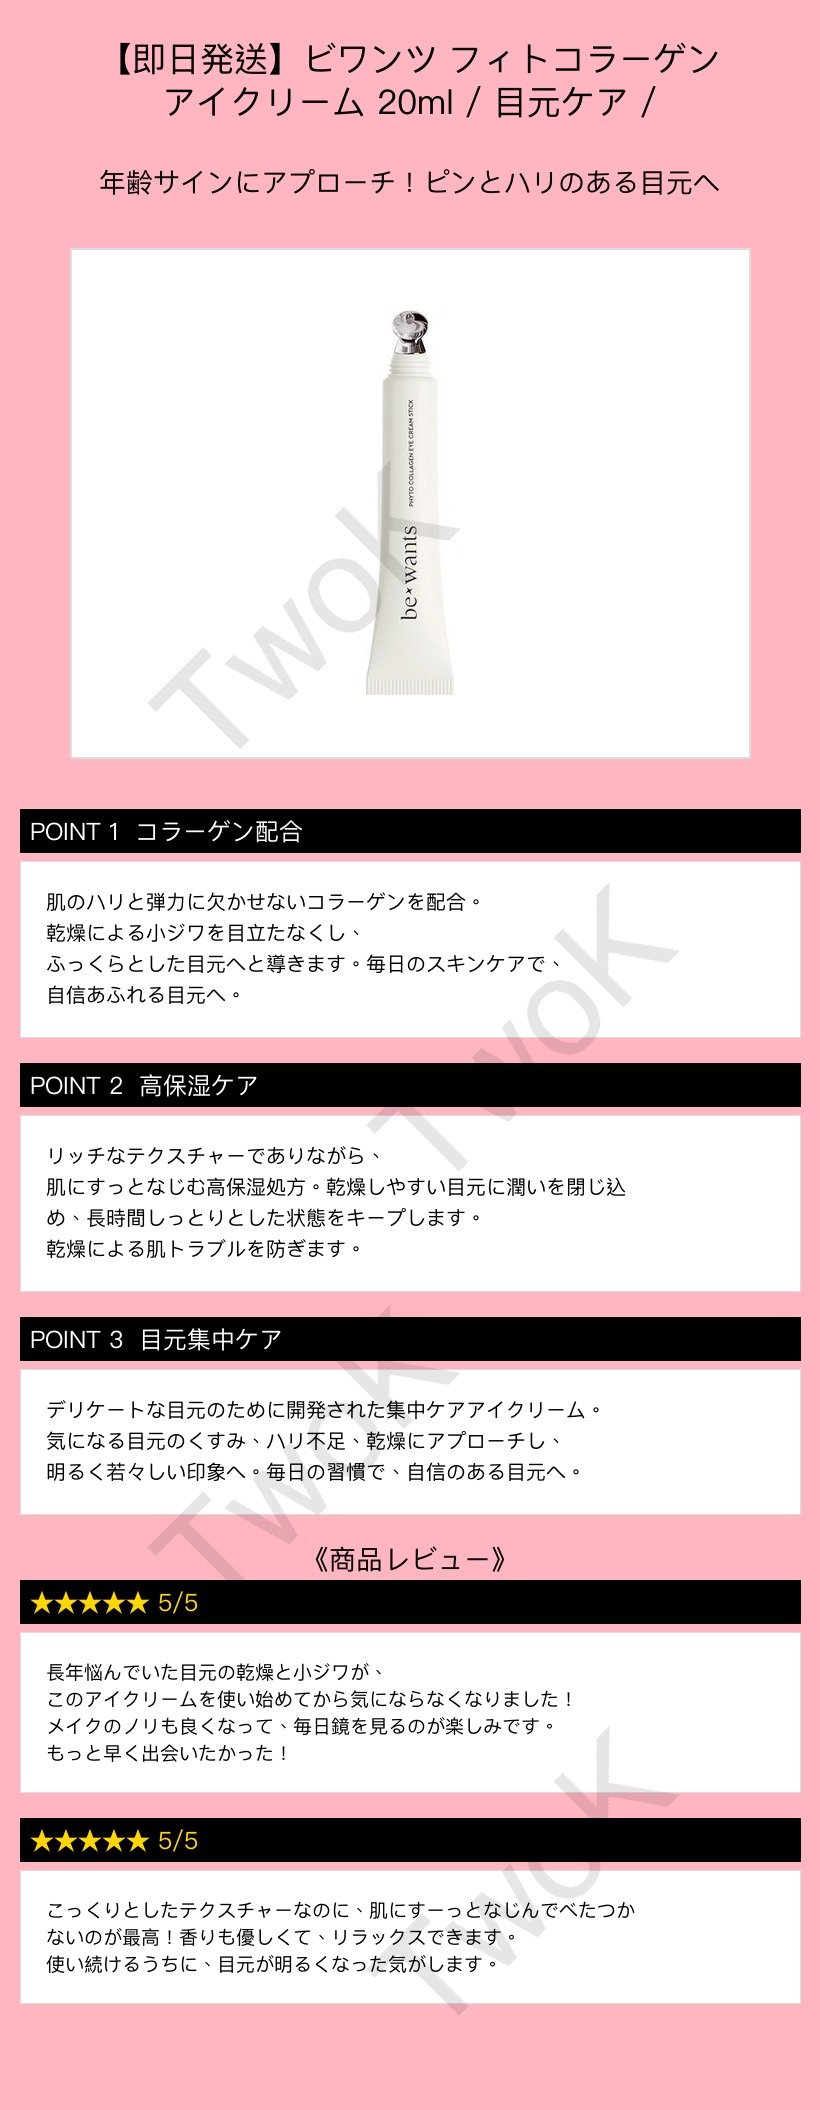 【即日発送】ビワンツ フィトコラーゲン
アイクリーム 20ml / 目元ケア /
年齢サインにアプローチ！ピンとハリのある目元へ
PHYTO COLLAGEN EYE CREAM STICK
be wants
TwoK
POINT 1 コラーゲン配合
肌のハリと弾力に欠かせないコラーゲンを配合。
乾燥による小ジワを目立たなくし、
ふっくらとした目元へと導きます。毎日のスキンケアで、
自信あふれる目元へ。
TwoK
POINT 2 高保湿ケア
リッチなテクスチャーでありながら、
肌にすっとなじむ高保湿処方。乾燥しやすい目元に潤いを閉じ込
め、長時間しっとりとした状態をキープします。
乾燥による肌トラブルを防ぎます。
POINT 3 目元集中ケア
デリケートな目元のために開発された集中ケアアイクリーム。
気になる目元のくすみ、ハリ不足、乾燥にアプローチし、
明るく若々しい印象へ。毎日の習慣で、自信のある目元へ。
TwoK
《商品レビュー》
★★★★★ 5/5
長年悩んでいた目元の乾燥と小ジワが、
このアイクリームを使い始めてから気にならなくなりました！
メイクのノリも良くなって、毎日鏡を見るのが楽しみです。
もっと早く出会いたかった！
★★★★★ 5/5
こっくりとしたテクスチャーなのに、肌にすーっとなじんでべたつか
ないのが最高！香りも優しくて、リラックスできます。
使い続けるうちに、目元が明るくなった気がします。
TwoK